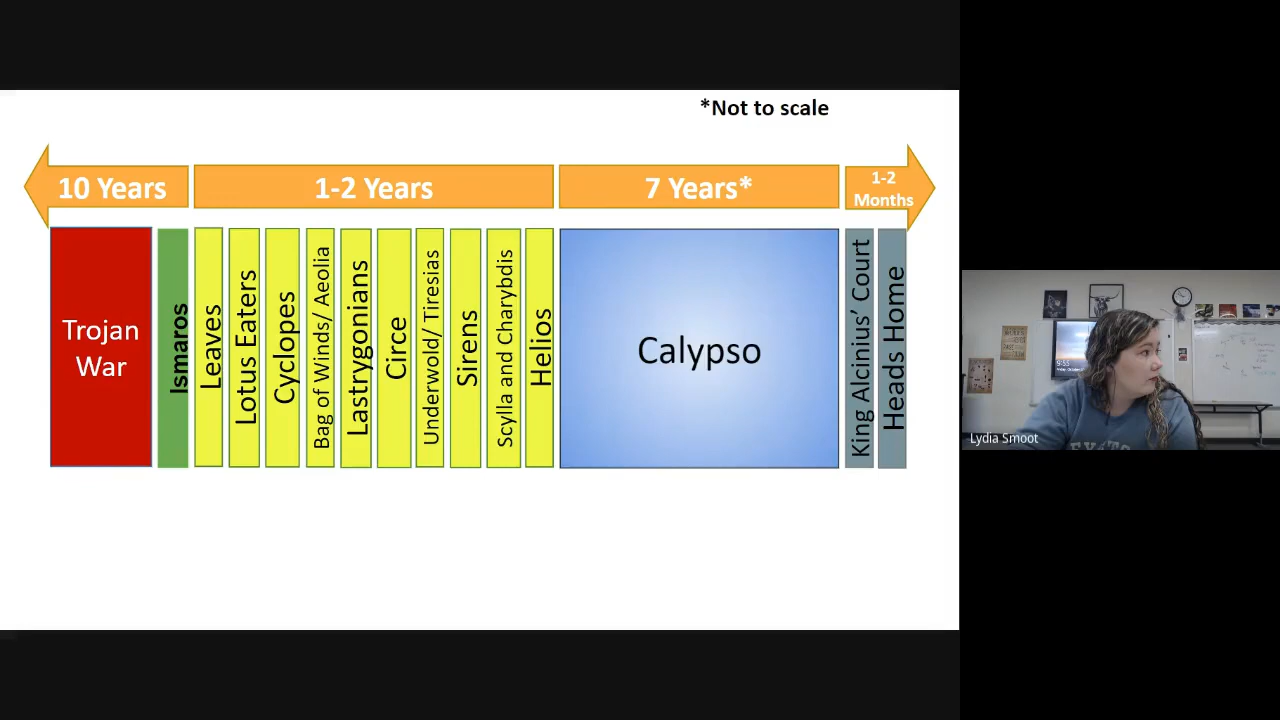 *Not to scale
10 Years
1-2 Years
7 Years*
1-2
Months
Trojan
War
Ismaros
Leaves
Lotus Eaters
Cyclopes
Bag of Winds/ Aeolia
Lastrygonians
Circe
Underwold/ Tiresias
Sirens
Scylla and Charybdis
Helios
Calypso
King Alcinius’ Court
Heads Home
Lydia Smoot
9:55